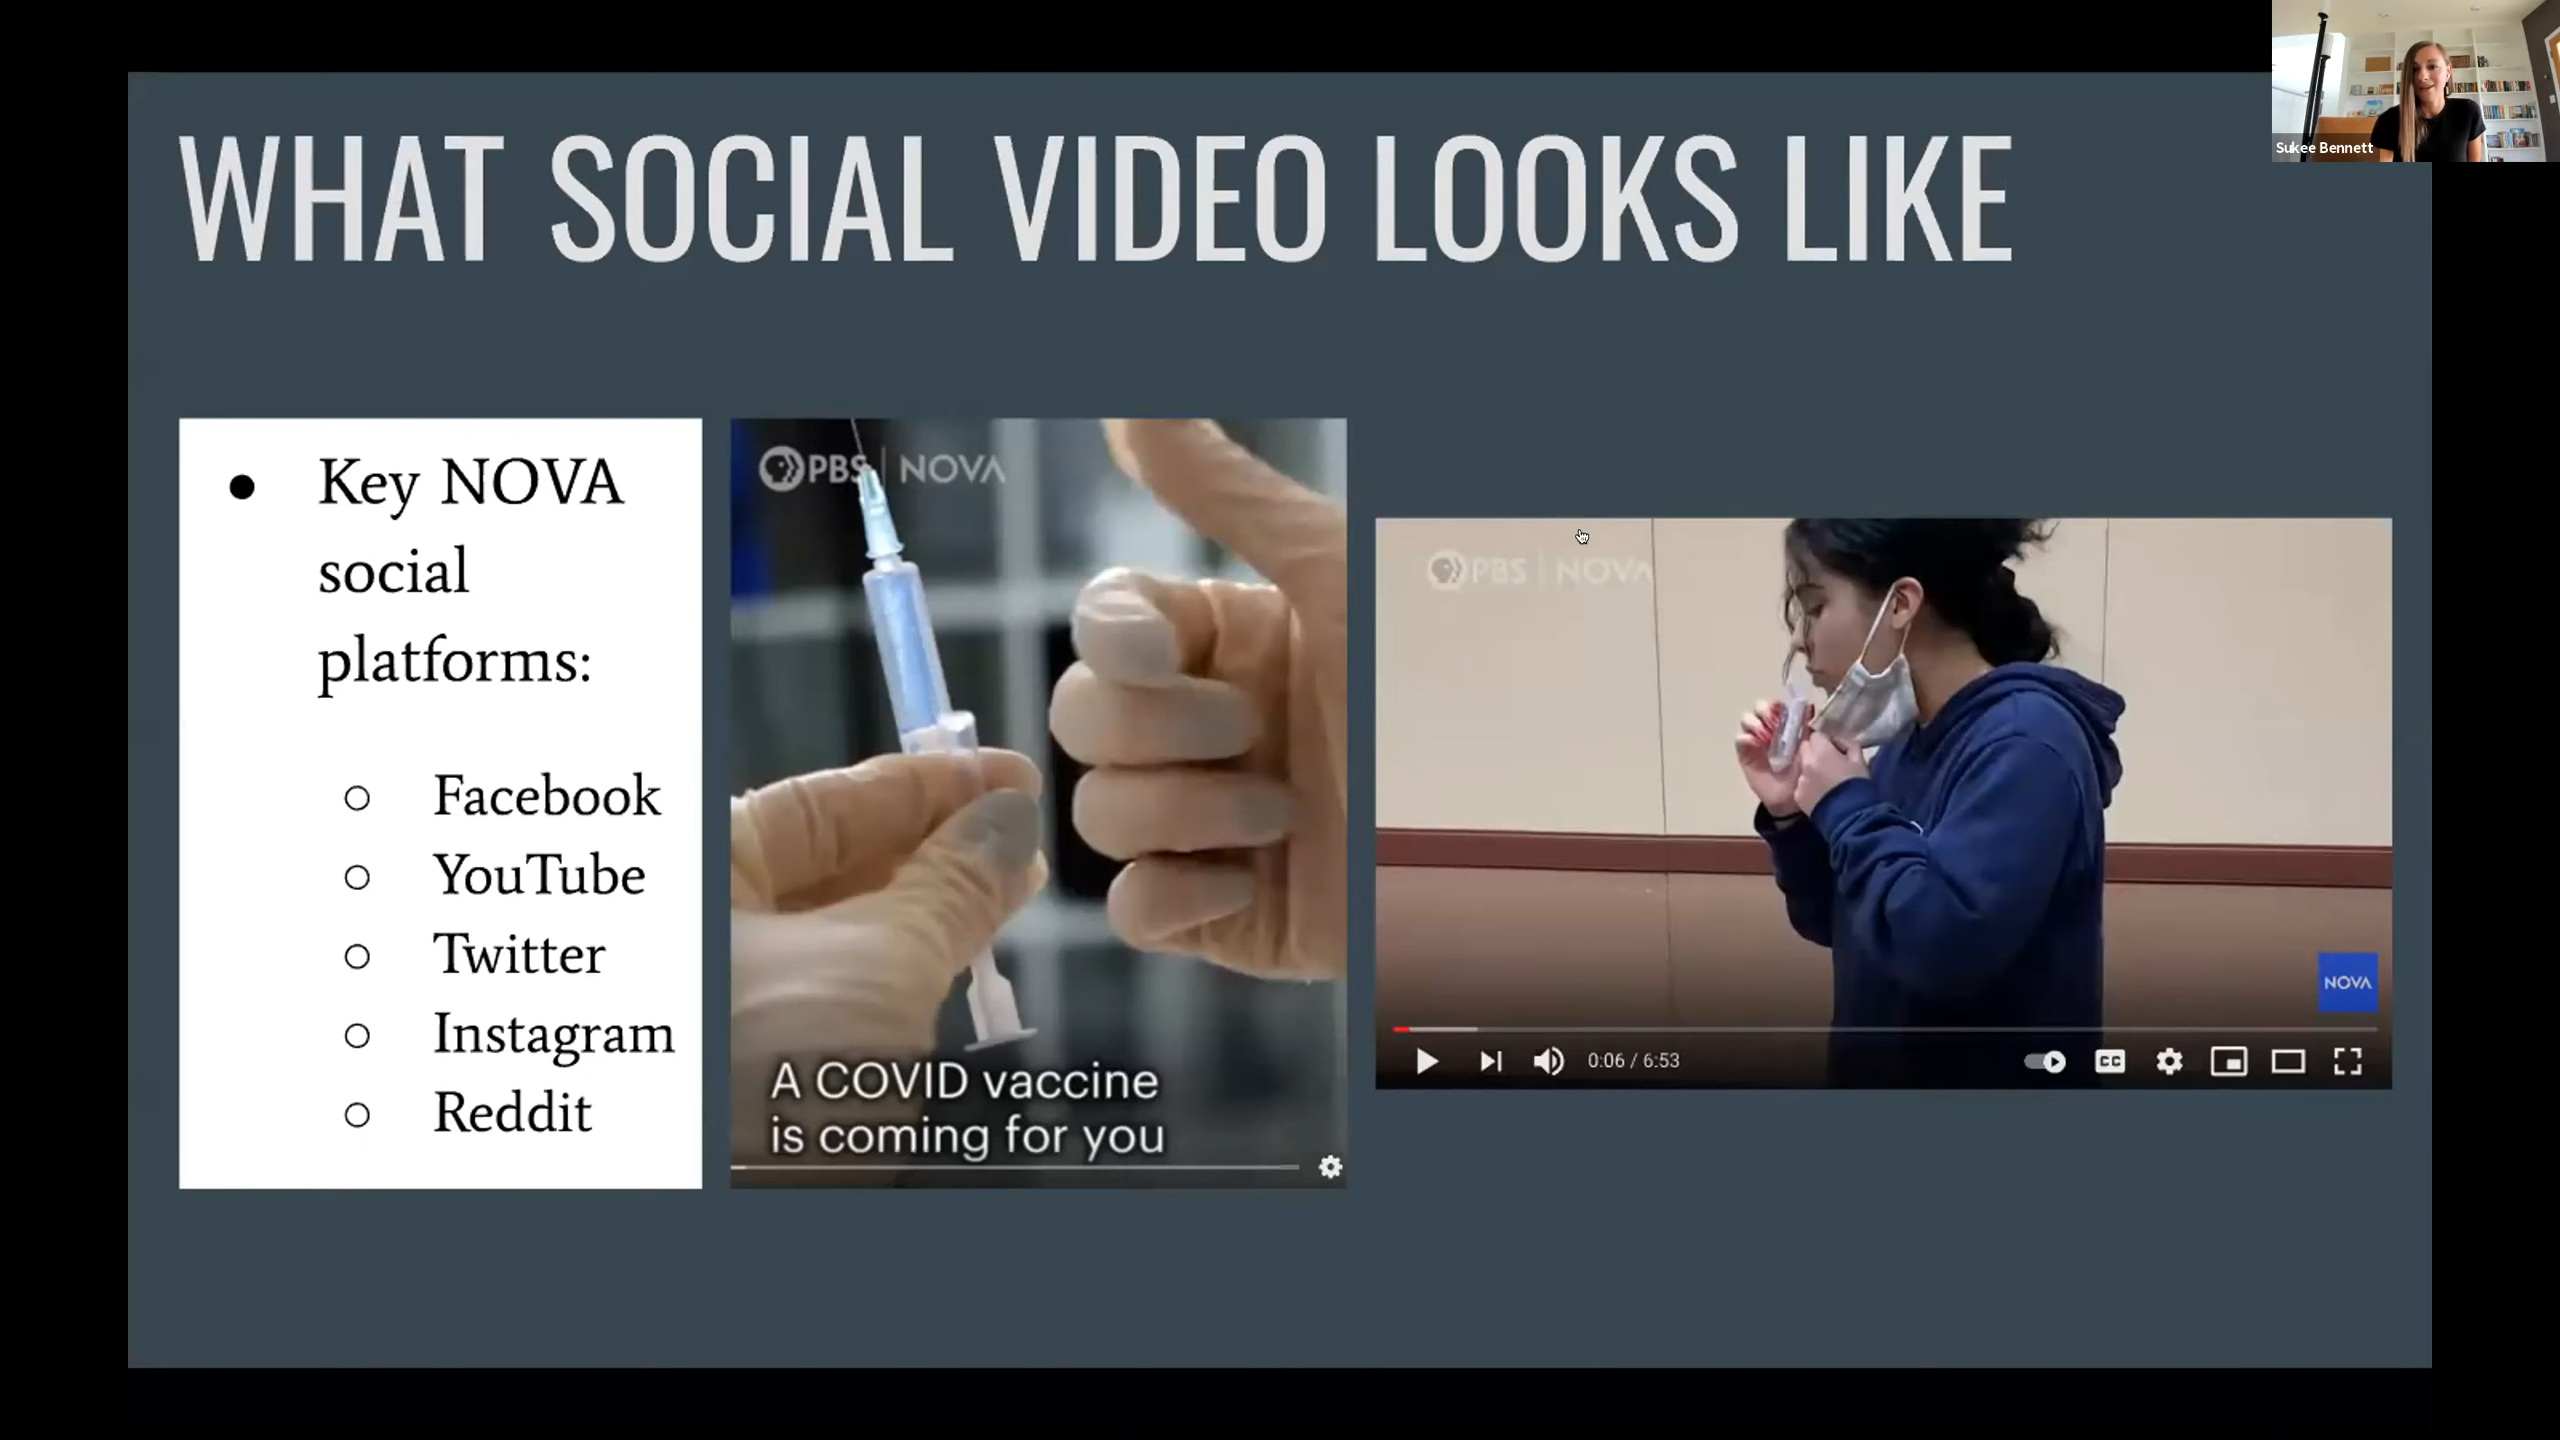 WHAT SOCIAL VIDEO LOOKS LIKE
Sukee Bennett
● Key NOVA
social
platforms:
○ Facebook
○ YouTube
○ Twitter
○ Instagram
○ Reddit
PBS | NOVA
A COVID vaccine
is coming for you
PBS | NOVA
NOVA
0:06 / 6:53
CC